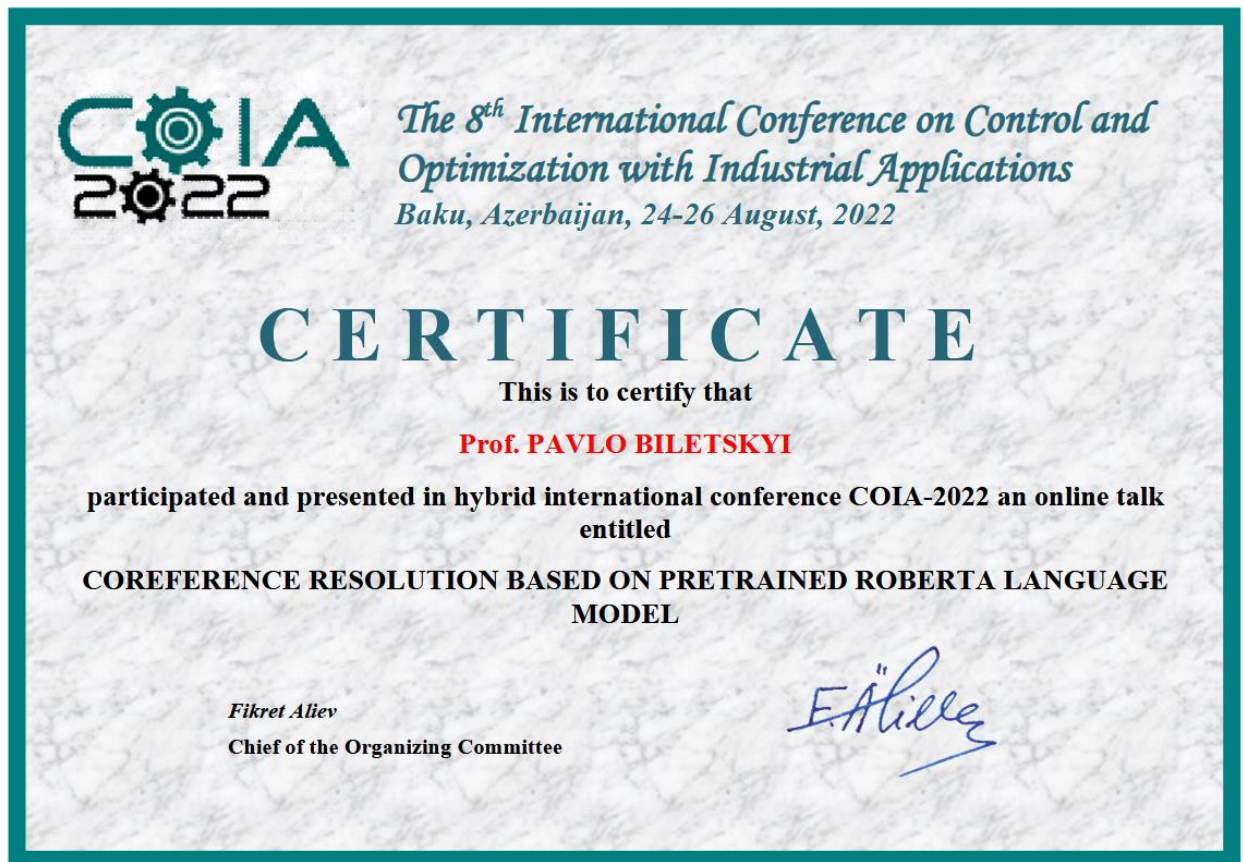 COIA
2022
The 8th International Conference on Control and
Optimization with Industrial Applications
Baku, Azerbaijan, 24-26 August, 2022
CERTIFICATE
This is to certify that
Prof. PAVLO BILETSKYI
participated and presented in hybrid international conference COIA-2022 an online talk
entitled
COREFERENCE RESOLUTION BASED ON PRETRAINED ROBERTA LANGUAGE
MODEL
Fikret Aliev
Chief of the Organizing Committee